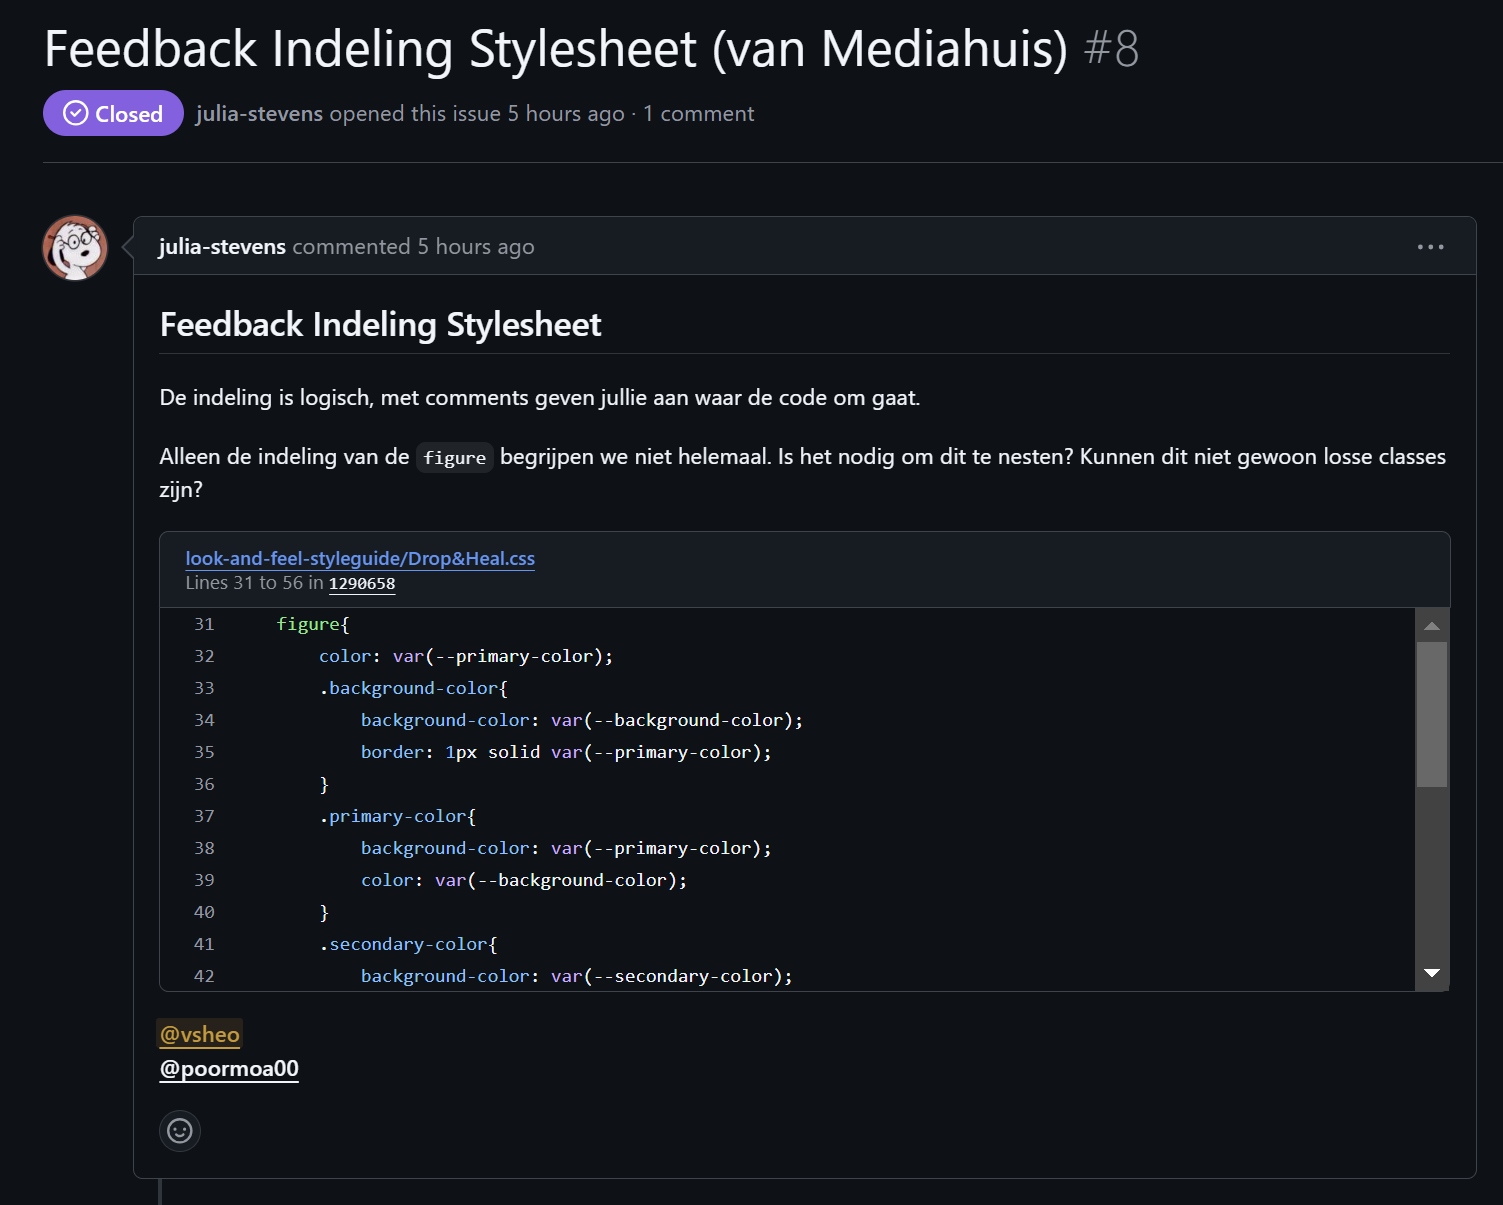 Feedback Indeling Stylesheet (van Mediahuis) #8
Closed julia-stevens opened this issue 5 hours ago · 1 comment
julia-stevens commented 5 hours ago
Feedback Indeling Stylesheet
De indeling is logisch, met comments geven jullie aan waar de code om gaat.
Alleen de indeling van de figure begrijpen we niet helemaal. Is het nodig om dit te nesten? Kunnen dit niet gewoon losse classes
zijn?
look-and-feel-styleguide/Drop&Heal.css
Lines 31 to 56 in 1290658
31 figure{
32 color: var(--primary-color);
33 .background-color{
34 background-color: var(--background-color);
35 border: 1px solid var(--primary-color);
36 }
37 .primary-color{
38 background-color: var(--primary-color);
39 color: var(--background-color);
40 }
41 .secondary-color{
42 background-color: var(--secondary-color);
@vsheo
@poormoa00